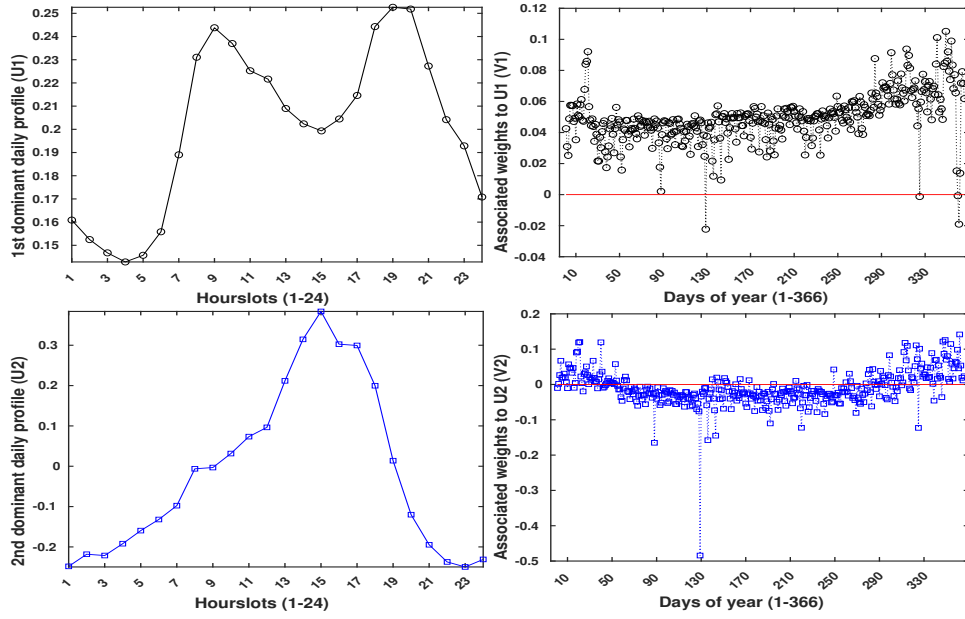 1st dominant daily profile (U1)
0.25
0.24
0.23
0.22
0.21
0.2
0.19
0.18
0.17
0.16
0.15
1 3 5 7 9 11 13 15 17 19 21 23
Hourslots (1-24)
Associated weights to U1 (V1)
0.1
0.08
0.06
0.04
0.02
0
-0.02
-0.04
10 50 90 130 170 210 250 290 330
Days of year (1-366)
2nd dominant daily profile (U2)
0.3
0.2
0.1
0
-0.1
-0.2
1 3 5 7 9 11 13 15 17 19 21 23
Hourslots (1-24)
Associated weights to U2 (V2)
0.2
0.1
0
-0.1
-0.2
-0.3
-0.4
-0.5
10 50 90 130 170 210 250 290 330
Days of year (1-366)